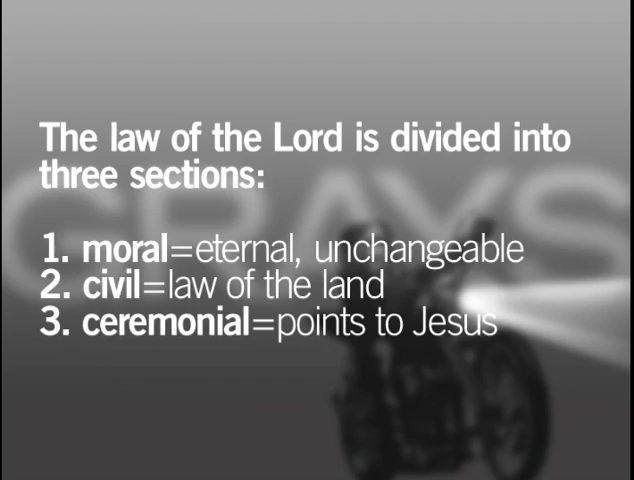 The law of the Lord is divided into
three sections:
1. moral=eternal, unchangeable
2. civil=law of the land
3. ceremonial=points to Jesus
GRAYS